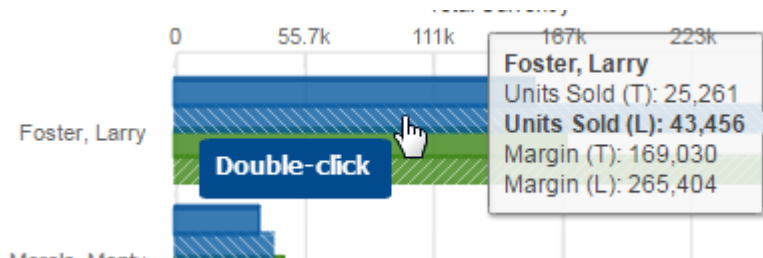 0 55.7k 111k 167k 223k
Foster, Larry
Units Sold (T): 25,261
Units Sold (L): 43,456
Margin (T): 169,030
Margin (L): 265,404
Foster, Larry
Double-click